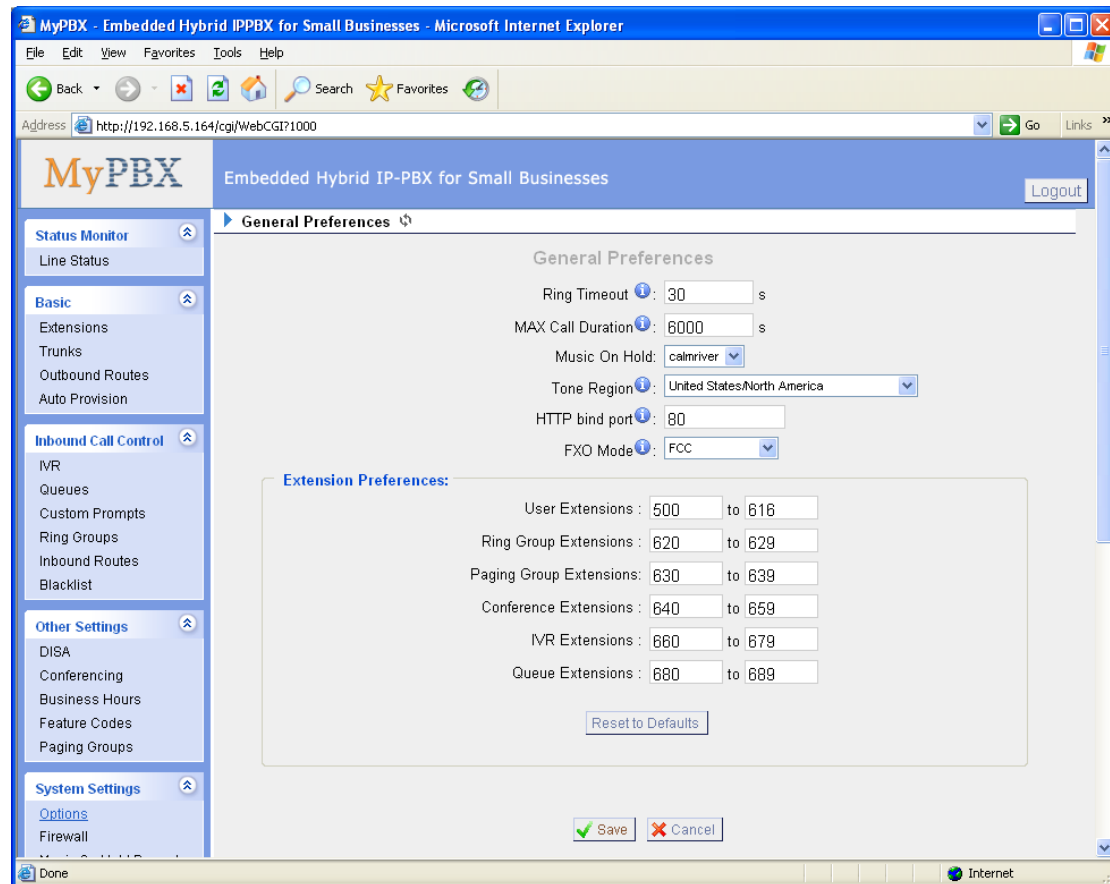 MyPBX - Embedded Hybrid IPPBX for Small Businesses - Microsoft Internet Explorer
File Edit View Favorites Tools Help
Back Search Favorites
Address http://192.168.5.164/cgi/WebCGI?1000 Go Links »
MyPBX
Embedded Hybrid IP-PBX for Small Businesses
Logout
Status Monitor
Line Status
Basic
Extensions
Trunks
Outbound Routes
Auto Provision
Inbound Call Control
IVR
Queues
Custom Prompts
Ring Groups
Inbound Routes
Blacklist
Other Settings
DISA
Conferencing
Business Hours
Feature Codes
Paging Groups
System Settings
Options
Firewall
General Preferences
General Preferences
Ring Timeout : 30 s
MAX Call Duration : 6000 s
Music On Hold: calmriver
Tone Region : United States/North America
HTTP bind port : 80
FXO Mode : FCC
Extension Preferences:
User Extensions : 500 to 616
Ring Group Extensions : 620 to 629
Paging Group Extensions: 630 to 639
Conference Extensions : 640 to 659
IVR Extensions : 660 to 679
Queue Extensions : 680 to 689
Reset to Defaults
Save Cancel
Done Internet